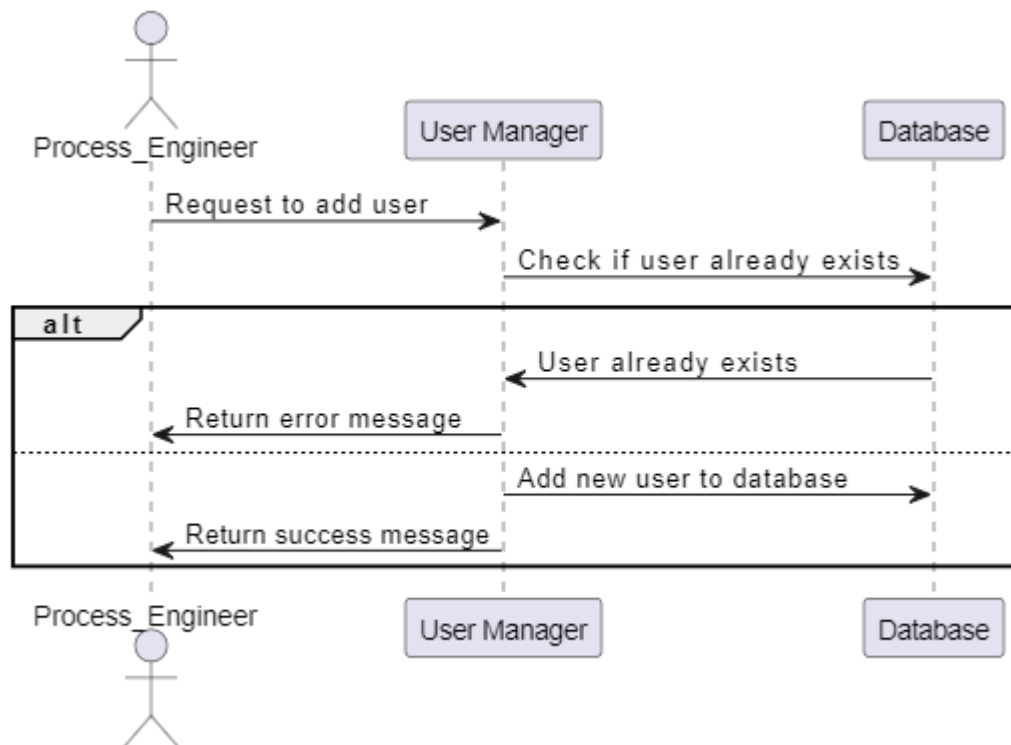 Process_Engineer
User Manager
Database
Request to add user
Check if user already exists
alt
User already exists
Return error message
Add new user to database
Return success message
Process_Engineer
User Manager
Database